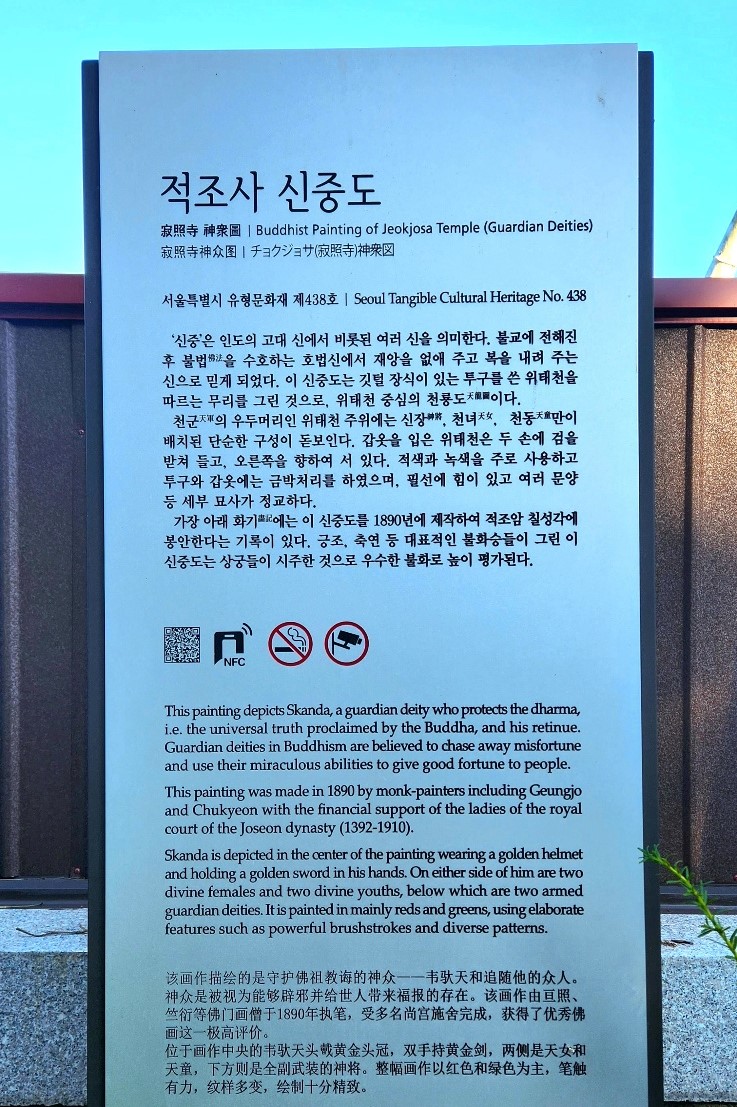 적조사 신중도
寂照寺 神衆圖 | Buddhist Painting of Jeokjosa Temple (Guardian Deities)
寂照寺神众图 | チョクジョサ(寂照寺)神衆図
서울특별시 유형문화재 제438호 | Seoul Tangible Cultural Heritage No. 438
‘신중’은 인도의 고대 신에서 비롯된 여러 신을 의미한다. 불교에 전해진
후 불법佛法을 수호하는 호법신에서 재앙을 없애 주고 복을 내려 주는
신으로 믿게 되었다. 이 신중도는 깃털 장식이 있는 투구를 쓴 위태천을
따르는 무리를 그린 것으로, 위태천 중심의 천룡도天龍圖이다.
천군天軍의 우두머리인 위태천 주위에는 신장神將, 천녀天女, 천동天童만이
배치된 단순한 구성이 돋보인다. 갑옷을 입은 위태천은 두 손에 검을
받쳐 들고, 오른쪽을 향하여 서 있다. 적색과 녹색을 주로 사용하고
투구와 갑옷에는 금박처리를 하였으며, 필선에 힘이 있고 여러 문양
등 세부 묘사가 정교하다.
가장 아래 화기畵記에는 이 신중도를 1890년에 제작하여 적조암 칠성각에
봉안한다는 기록이 있다. 긍조, 축연 등 대표적인 불화승들이 그린 이
신중도는 상궁들이 시주한 것으로 우수한 불화로 높이 평가된다.
NFC
This painting depicts Skanda, a guardian deity who protects the dharma,
i.e. the universal truth proclaimed by the Buddha, and his retinue.
Guardian deities in Buddhism are believed to chase away misfortune
and use their miraculous abilities to give good fortune to people.
This painting was made in 1890 by monk-painters including Geungjo
and Chukyeon with the financial support of the ladies of the royal
court of the Joseon dynasty (1392-1910).
Skanda is depicted in the center of the painting wearing a golden helmet
and holding a golden sword in his hands. On either side of him are two
divine females and two divine youths, below which are two armed
guardian deities. It is painted in mainly reds and greens, using elaborate
features such as powerful brushstrokes and diverse patterns.
该画作描绘的是守护佛祖教诲的神众——韦驮天和追随他的众人。
神众是被视为能够辟邪并给世人带来福报的存在。该画作由亘照、
竺衍等佛门画僧于1890年执笔，受多名尚宫施舍完成，获得了优秀佛
画这一极高评价。
位于画作中央的韦驮天头戴黄金头冠，双手持黄金剑，两侧是天女和
天童，下方则是全副武装的神将。整幅画作以红色和绿色为主，笔触
有力，纹样多变，绘制十分精致。